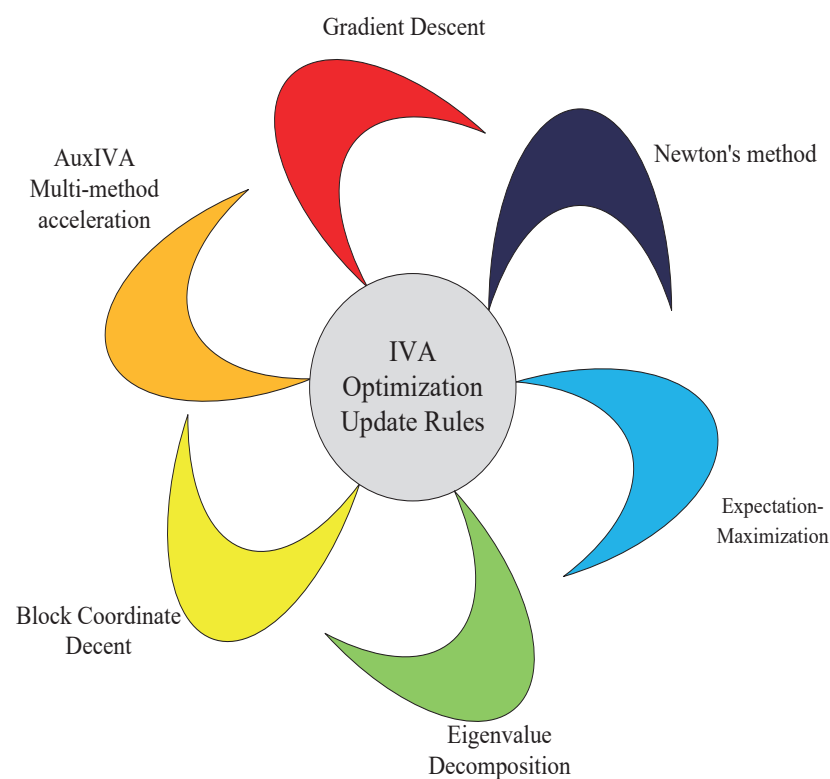 Gradient Descent
Newton's method
AuxIVA
Multi-method
acceleration
IVA
Optimization
Update Rules
Expectation-
Maximization
Block Coordinate
Decent
Eigenvalue
Decomposition